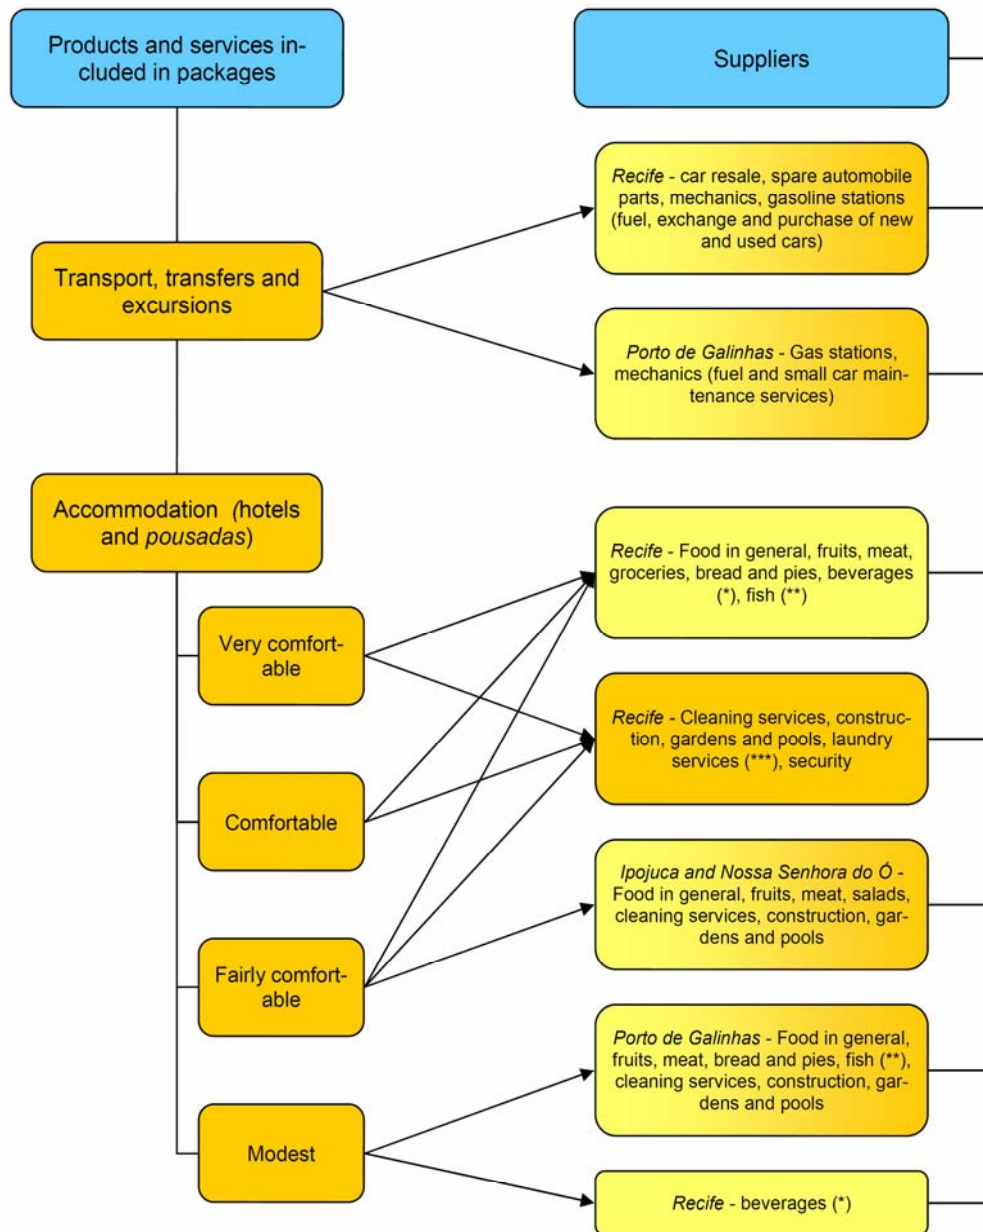 Products and services in-
cluded in packages
Suppliers
Recife - car resale, spare automobile
parts, mechanics, gasoline stations
(fuel, exchange and purchase of new
and used cars)
Transport, transfers and
excursions
Porto de Galinhas - Gas stations,
mechanics (fuel and small car main-
tenance services)
Accommodation (hotels
and pousadas)
Recife - Food in general, fruits, meat,
groceries, bread and pies, beverages
(*), fish (**)
Very comfort-
able
Recife - Cleaning services, construc-
tion, gardens and pools, laundry
services (***), security
Comfortable
Ipojuca and Nossa Senhora do Ó -
Food in general, fruits, meat, salads,
cleaning services, construction, gar-
dens and pools
Fairly comfort-
able
Porto de Galinhas - Food in general,
fruits, meat, bread and pies, fish (**),
cleaning services, construction, gar-
dens and pools
Modest
Recife - beverages (*)